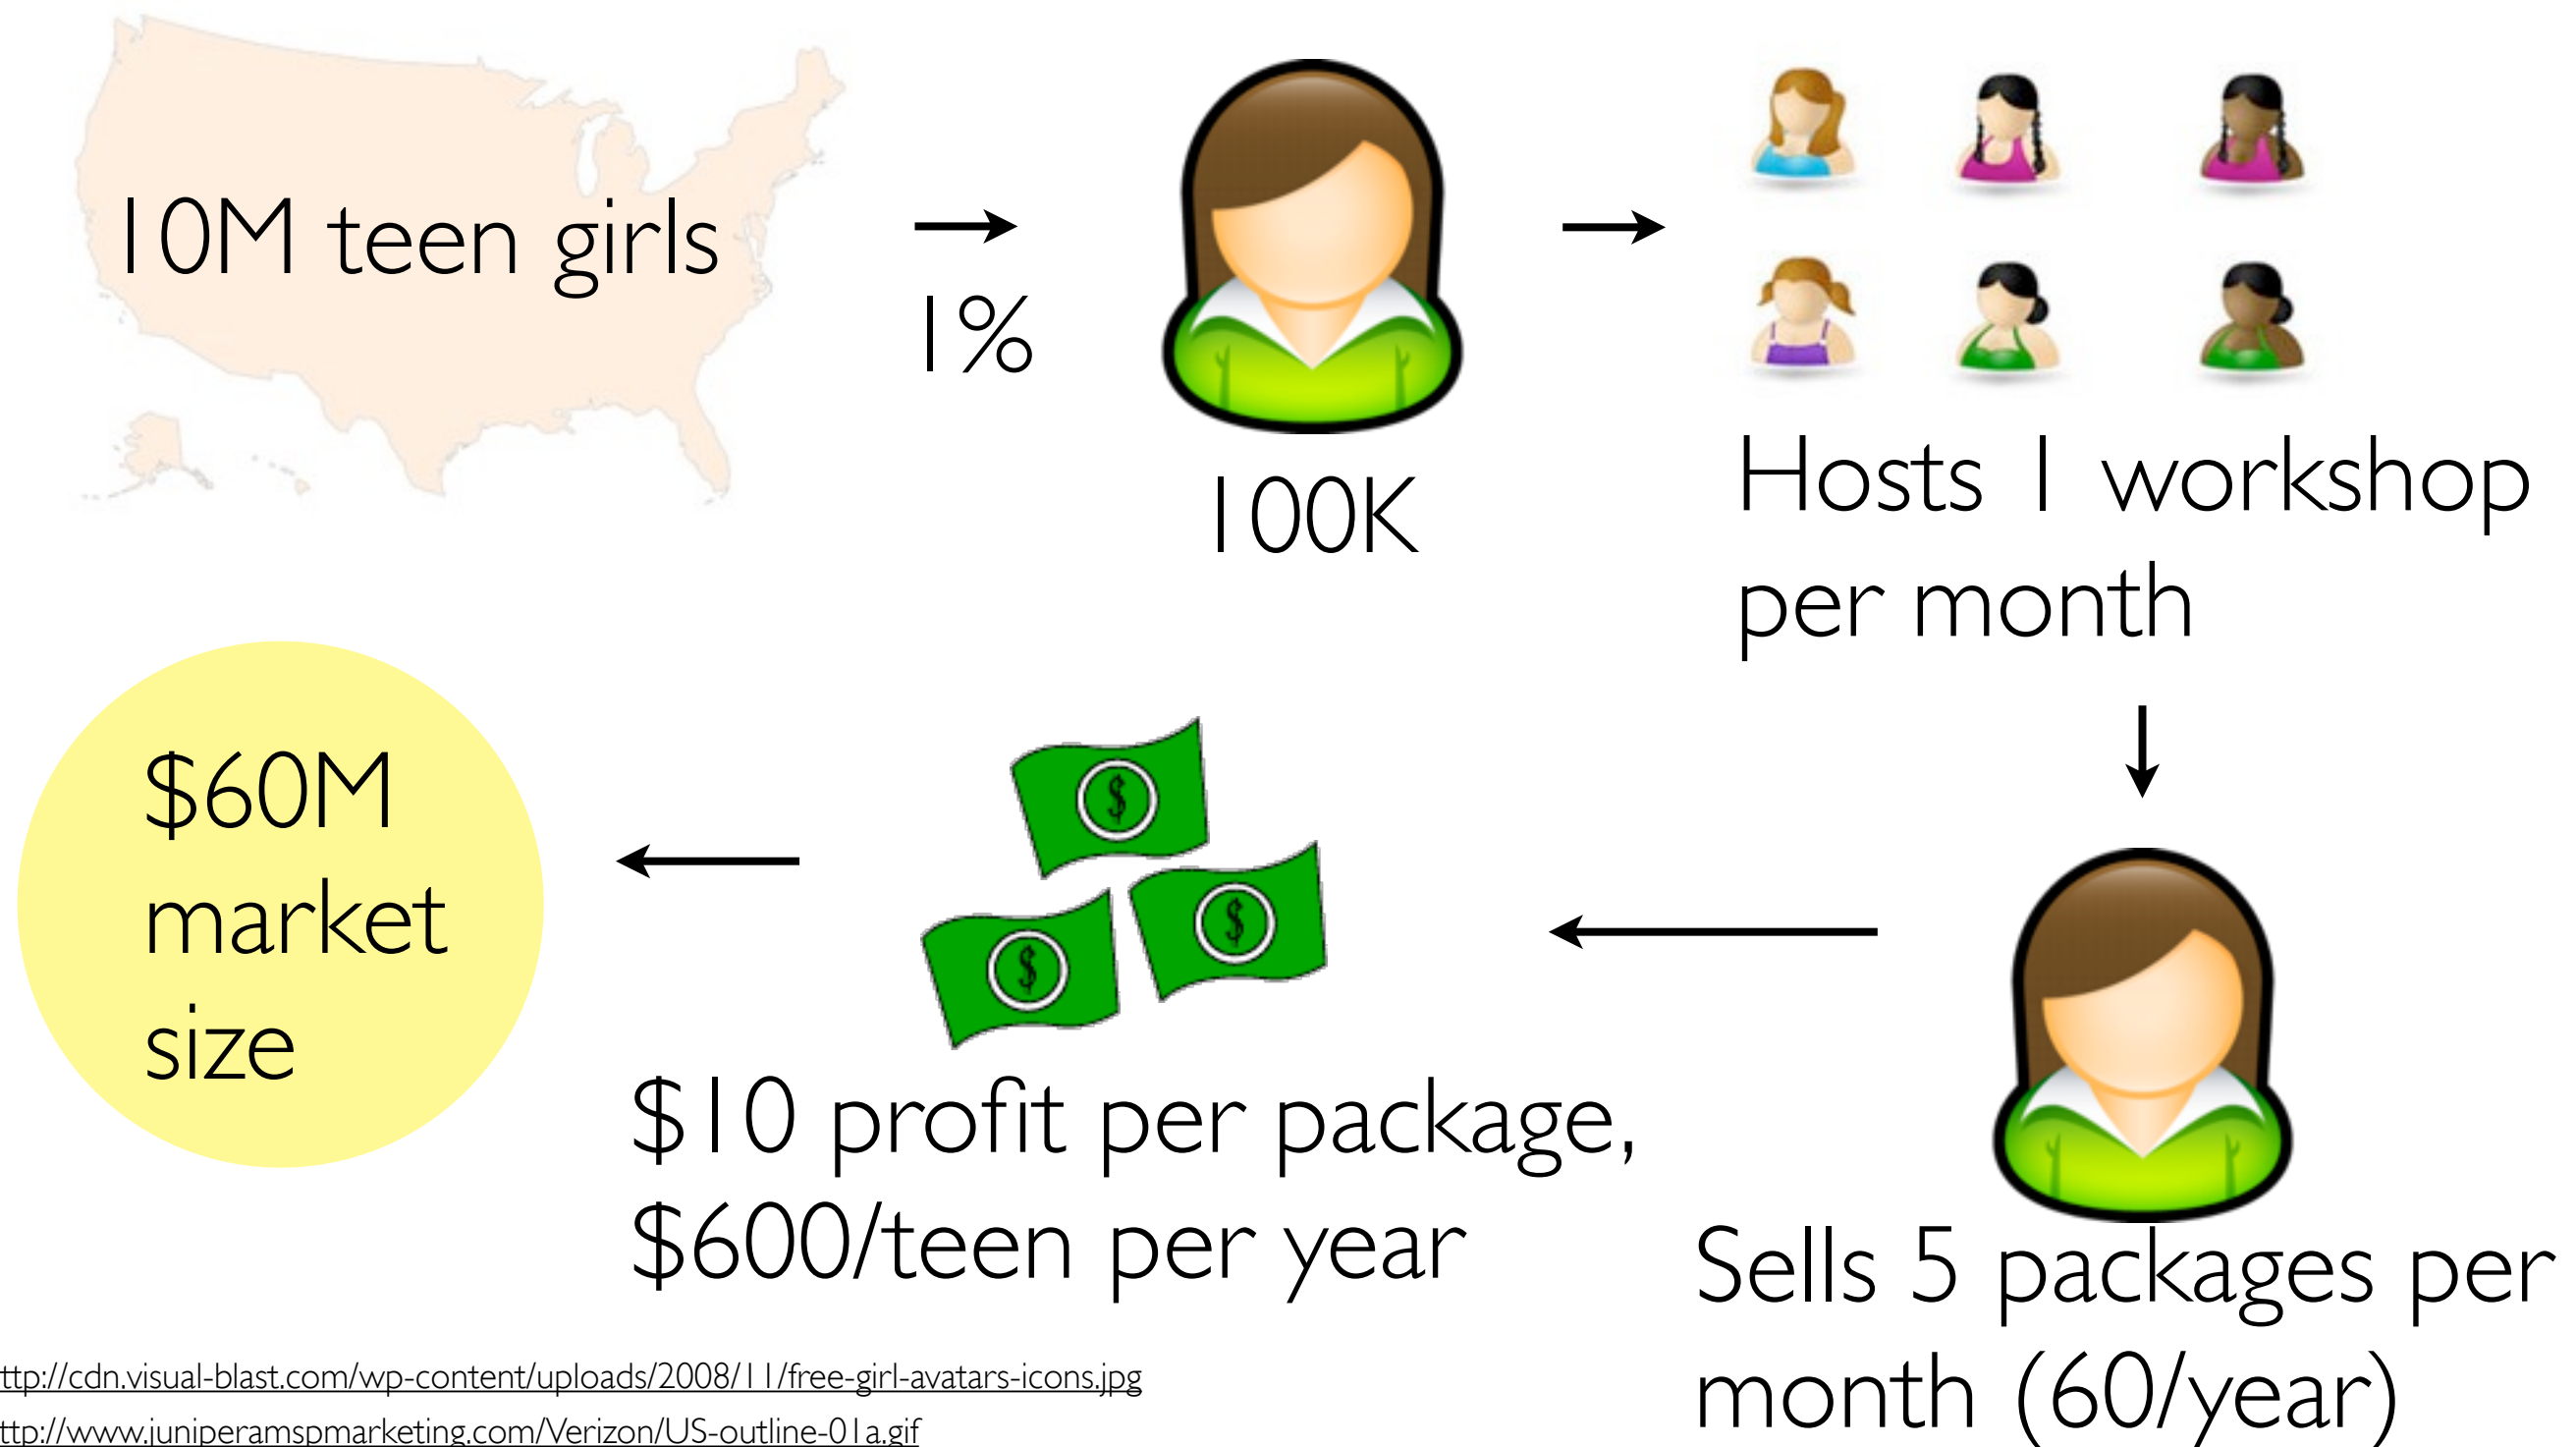 10M teen girls
1%
100K
Hosts 1 workshop
per month
Sells 5 packages per
month (60/year)
$10 profit per package,
$600/teen per year
$60M
market
size
ttp://cdn.visual-blast.com/wp-content/uploads/2008/11/free-girl-avatars-icons.jpg
ttp://www.juniperamspmarketing.com/Verizon/US-outline-01a.gif